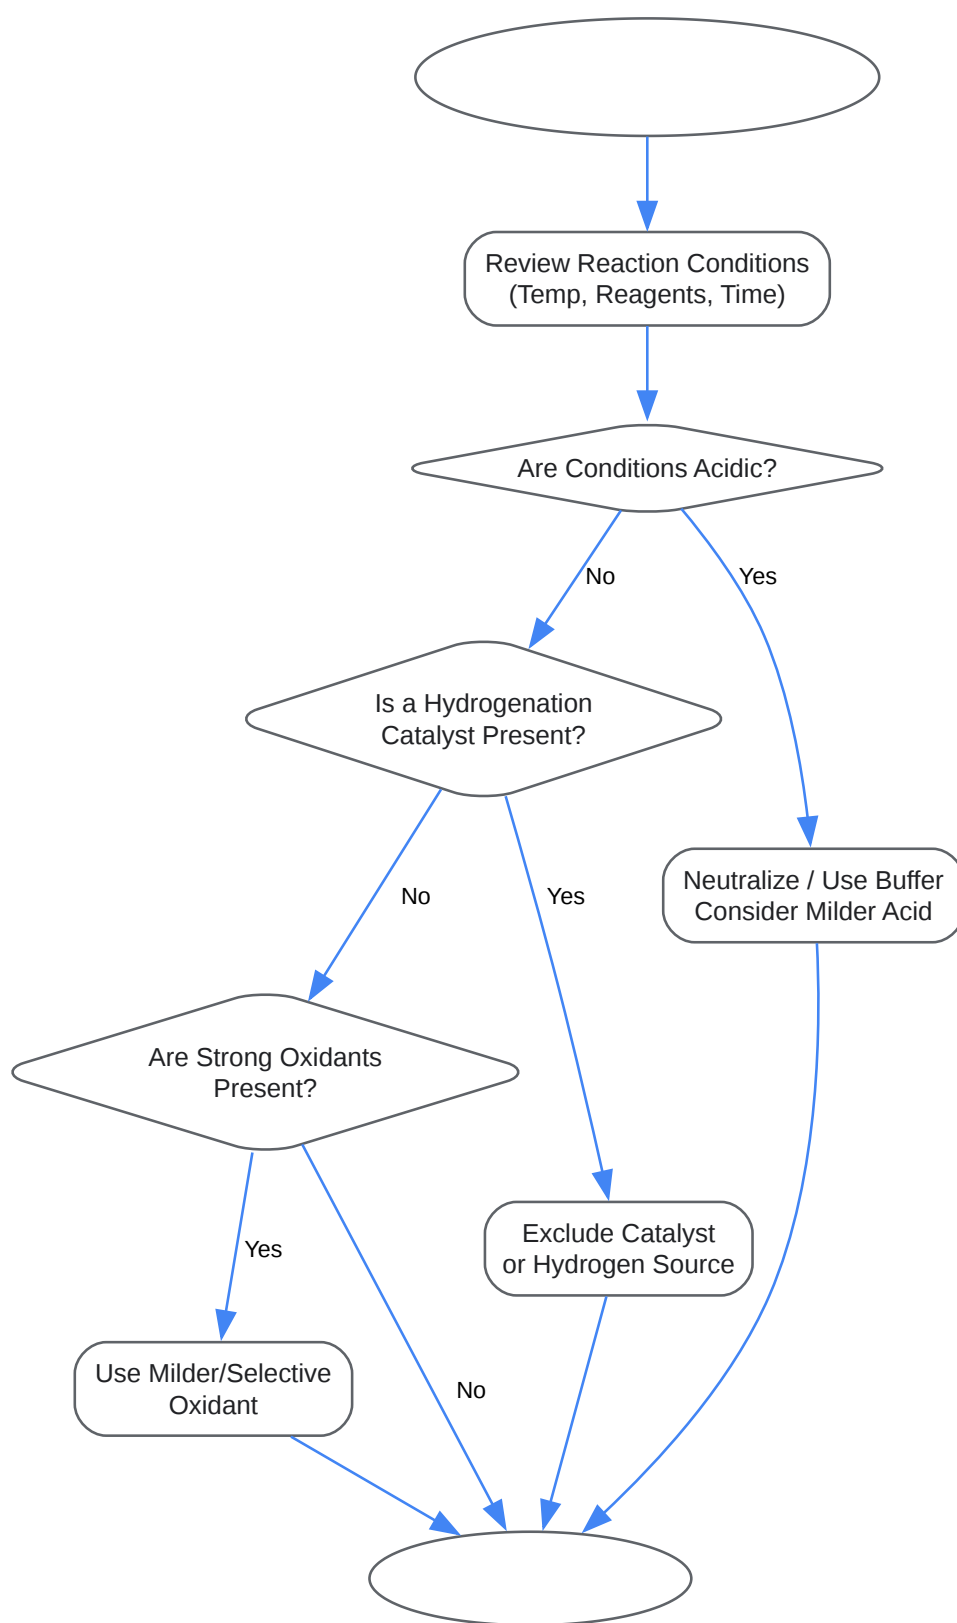 Review Reaction Conditions
(Temp, Reagents, Time)
Are Conditions Acidic?
No
Yes
Is a Hydrogenation
Catalyst Present?
Neutralize / Use Buffer
Consider Milder Acid
No
Yes
Are Strong Oxidants
Present?
Exclude Catalyst
or Hydrogen Source
Yes
Use Milder/Selective
Oxidant
No